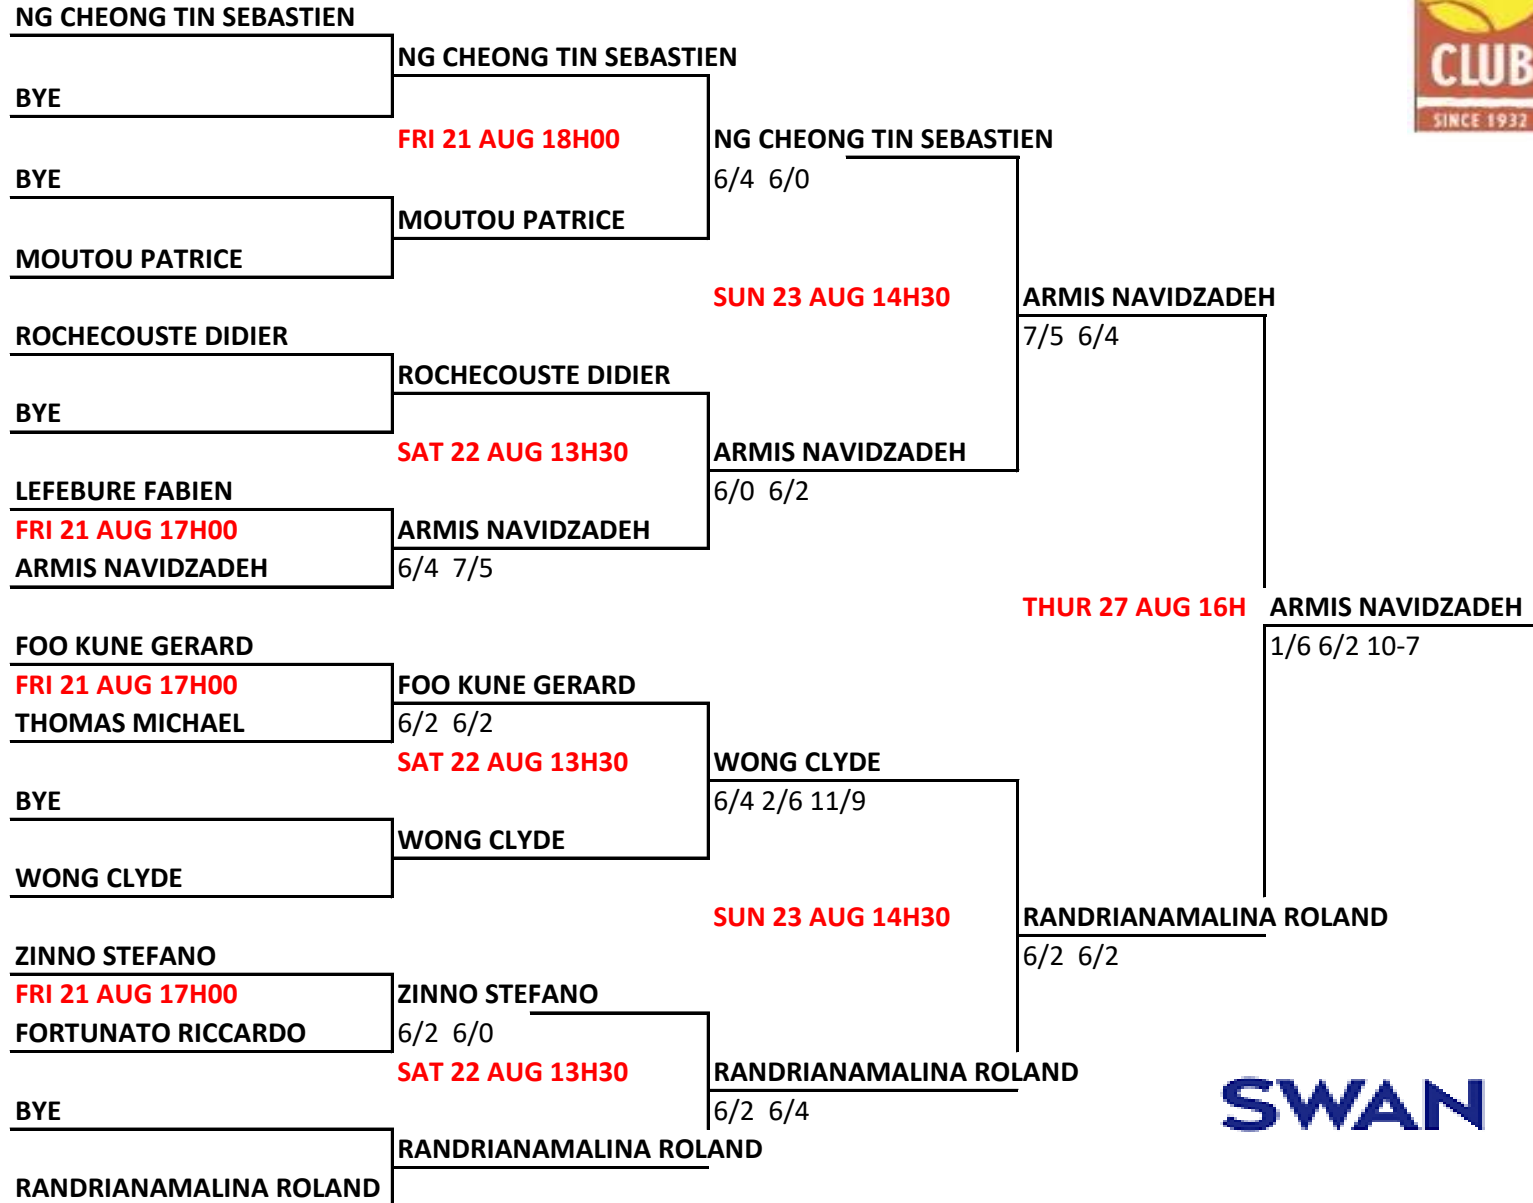 NG CHEONG TIN SEBASTIEN
NG CHEONG TIN SEBASTIEN
BYE
FRI 21 AUG 18H00
NG CHEONG TIN SEBASTIEN
BYE
6/4 6/0
MOUTOU PATRICE
MOUTOU PATRICE
SUN 23 AUG 14H30
ARMIS NAVIDZADEH
ROCHECOUSTE DIDIER
7/5 6/4
ROCHECOUSTE DIDIER
BYE
SAT 22 AUG 13H30
ARMIS NAVIDZADEH
LEFEBURE FABIEN
6/0 6/2
FRI 21 AUG 17H00
ARMIS NAVIDZADEH
ARMIS NAVIDZADEH
6/4 7/5
THUR 27 AUG 16H
ARMIS NAVIDZADEH
FOO KUNE GERARD
1/6 6/2 10-7
FRI 21 AUG 17H00
FOO KUNE GERARD
THOMAS MICHAEL
6/2 6/2
SAT 22 AUG 13H30
WONG CLYDE
BYE
6/4 2/6 11/9
WONG CLYDE
WONG CLYDE
SUN 23 AUG 14H30
RANDRIANAMALINA ROLAND
ZINNO STEFANO
6/2 6/2
FRI 21 AUG 17H00
ZINNO STEFANO
FORTUNATO RICCARDO
6/2 6/0
SAT 22 AUG 13H30
RANDRIANAMALINA ROLAND
BYE
6/2 6/4
RANDRIANAMALINA ROLAND
RANDRIANAMALINA ROLAND
CLUB
SINCE 1932
SWAN